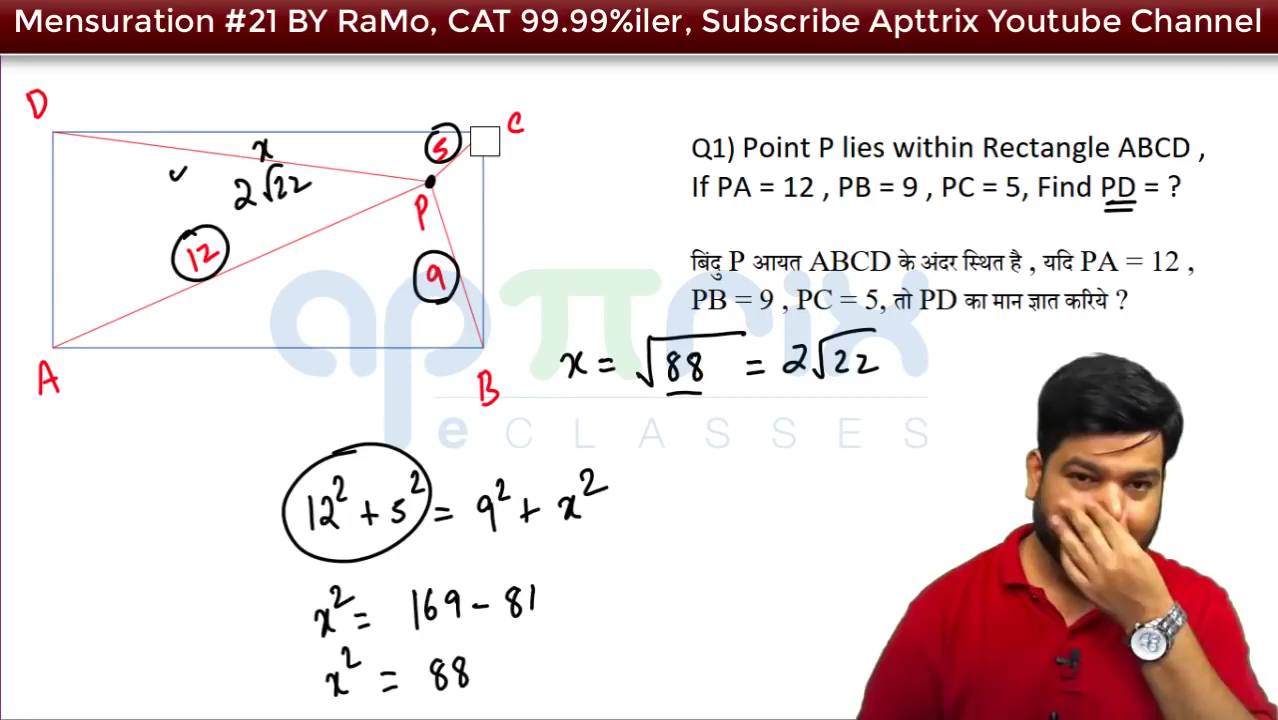 Mensuration #21 BY RaMo, CAT 99.99%iler, Subscribe Apttrix Youtube Channel
D
C
x
2√22
5
P
12
9
A
B
Q1) Point P lies within Rectangle ABCD ,
If PA = 12 , PB = 9 , PC = 5, Find PD = ?
बिंदु P आयत ABCD के अंदर स्थित है , यदि PA = 12 ,
PB = 9 , PC = 5, तो PD का मान ज्ञात करिये ?
x = √88 = 2√22
apπrix
eCLASSES
12² + 5² = 9² + x²
x² = 169 - 81
x² = 88